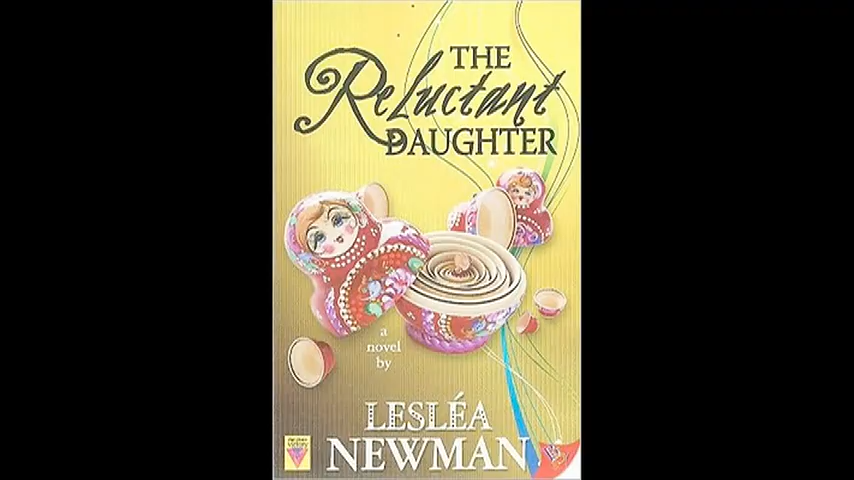 THE
Reluctant
DAUGHTER
a
novel
by
LESLÉA
NEWMAN